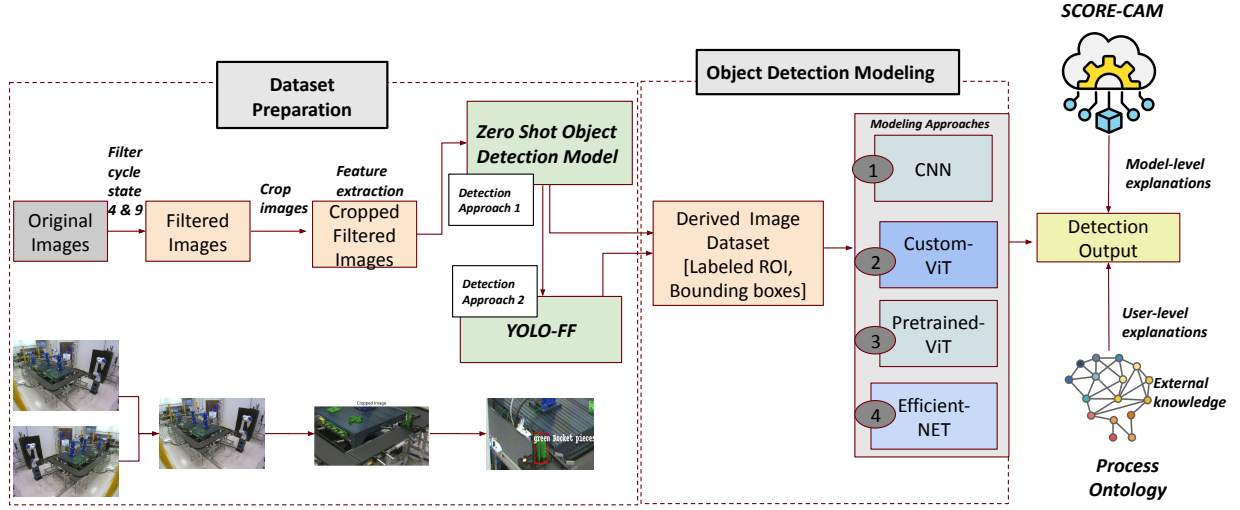 SCORE-CAM
Dataset
Preparation
Object Detection Modeling
Filter
cycle
state
4 & 9
Crop
images
Feature
extraction
Original
Images
Filtered
Images
Cropped
Filtered
Images
Zero Shot Object
Detection Model
Detection
Approach 1
Detection
Approach 2
YOLO-FF
Derived Image
Dataset
[Labeled ROI,
Bounding boxes]
Modeling Approaches
1
CNN
2
Custom-
ViT
3
Pretrained-
ViT
4
Efficient-
NET
Model-level
explanations
Detection
Output
User-level
explanations
External
knowledge
Process
Ontology
Cropped Image
green Rocket pieces